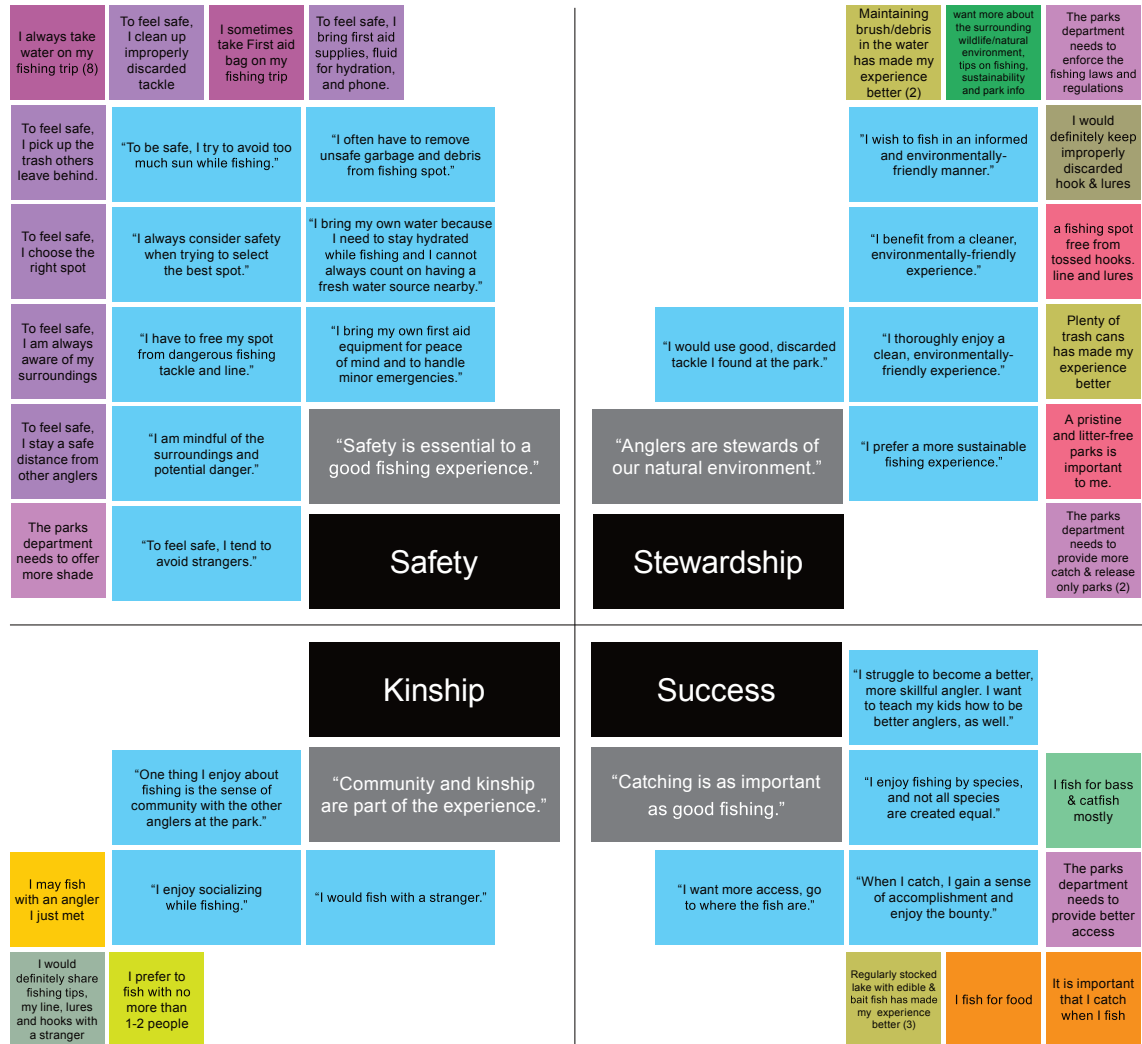 I always take
water on my
fishing trip (8)
To feel safe,
I clean up
improperly
discarded
tackle
I sometimes
take First aid
bag on my
fishing trip
To feel safe, I
bring first aid
supplies, fluid
for hydration,
and phone.
To feel safe,
I pick up the
trash others
leave behind.
“To be safe, I try to avoid too
much sun while fishing.”
“I often have to remove
unsafe garbage and debris
from fishing spot.”
To feel safe,
I choose the
right spot
“I always consider safety
when trying to select
the best spot.”
“I bring my own water because
I need to stay hydrated
while fishing and I cannot
always count on having a
fresh water source nearby.”
To feel safe,
I am always
aware of my
surroundings
“I have to free my spot
from dangerous fishing
tackle and line.”
“I bring my own first aid
equipment for peace
of mind and to handle
minor emergencies.”
To feel safe,
I stay a safe
distance from
other anglers
“I am mindful of the
surroundings and
potential danger.”
“Safety is essential to a
good fishing experience.”
The parks
department
needs to offer
more shade
“To feel safe, I tend to
avoid strangers.”
Safety
Maintaining
brush/debris
in the water
has made my
experience
better (2)
want more about
the surrounding
wildlife/natural
environment,
tips on fishing,
sustainability
and park info
The parks
department
needs to
enforce the
fishing laws and
regulations
“I wish to fish in an informed
and environmentally-
friendly manner.”
I would
definitely keep
improperly
discarded
hook & lures
“I benefit from a cleaner,
environmentally-friendly
experience.”
a fishing spot
free from
tossed hooks.
line and lures
“I would use good, discarded
tackle I found at the park.”
“I thoroughly enjoy a
clean, environmentally-
friendly experience.”
Plenty of
trash cans
has made my
experience
better
“Anglers are stewards of
our natural environment.”
“I prefer a more sustainable
fishing experience.”
A pristine
and litter-free
parks is
important
to me.
Stewardship
The parks
department
needs to
provide more
catch & release
only parks (2)
Kinship
“One thing I enjoy about
fishing is the sense of
community with the other
anglers at the park.”
“Community and kinship
are part of the experience.”
I may fish
with an angler
I just met
“I enjoy socializing
while fishing.”
“I would fish with a stranger.”
I would
definitely share
fishing tips,
my line, lures
and hooks with
a stranger
I prefer to
fish with no
more than
1-2 people
Success
“I struggle to become a better,
more skillful angler. I want
to teach my kids how to be
better anglers, as well.”
“Catching is as important
as good fishing.”
“I enjoy fishing by species,
and not all species
are created equal.”
I fish for bass
& catfish
mostly
“I want more access, go
to where the fish are.”
“When I catch, I gain a sense
of accomplishment and
enjoy the bounty.”
The parks
department
needs to
provide better
access
Regularly stocked
lake with edible &
bait fish has made
my experience
better (3)
I fish for food
It is important
that I catch
when I fish